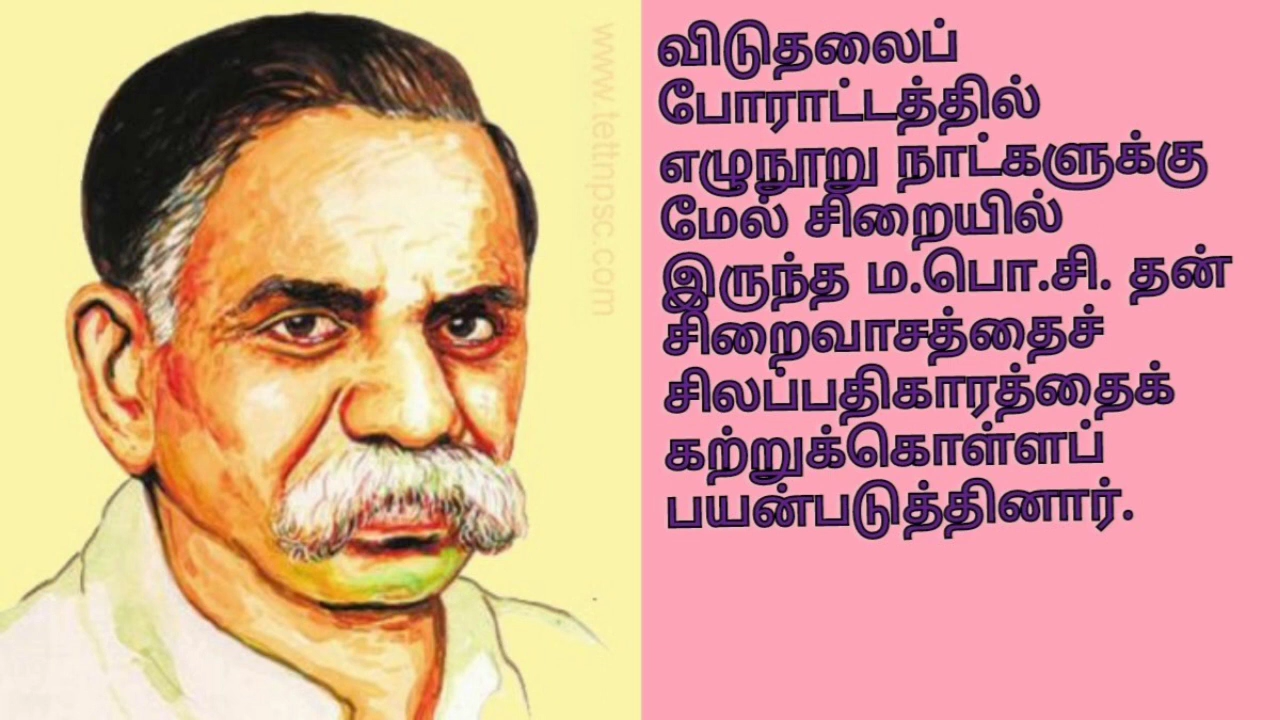 www.tettnpsc.com
விடுதலைப்
போராட்டத்தில்
எழுநூறு நாட்களுக்கு
மேல் சிறையில்
இருந்த ம.பொ.சி. தன்
சிறைவாசத்தைச்
சிலப்பதிகாரத்தைக்
கற்றுக்கொள்ளப்
பயன்படுத்தினார்.